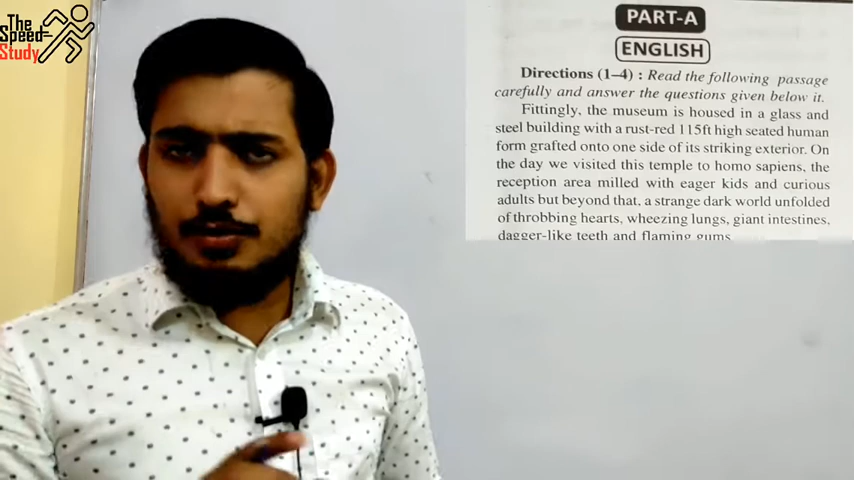 The
Speed
Study
PART-A
ENGLISH
Directions (1–4) : Read the following passage
carefully and answer the questions given below it.
Fittingly, the museum is housed in a glass and
steel building with a rust-red 115ft high seated human
form grafted onto one side of its striking exterior. On
the day we visited this temple to homo sapiens, the
reception area milled with eager kids and curious
adults but beyond that, a strange dark world unfolded
of throbbing hearts, wheezing lungs, giant intestines,
dagger-like teeth and flaming gums